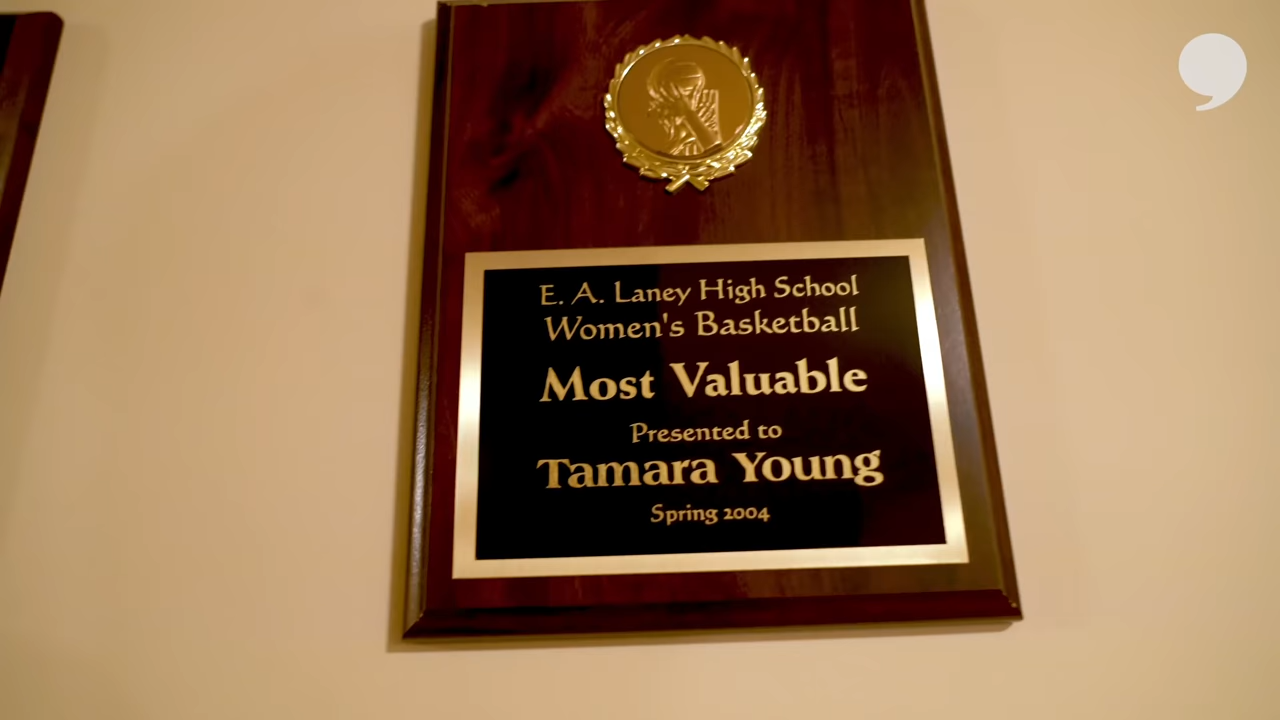 E. A. Laney High School
Women's Basketball
Most Valuable
Presented to
Tamara Young
Spring 2004